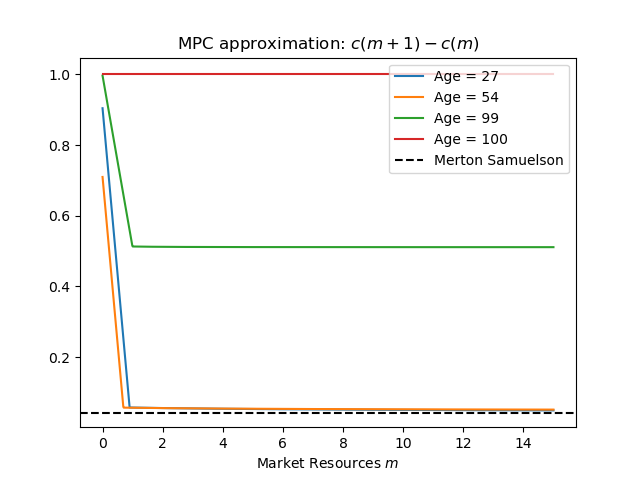 MPC approximation: c(m + 1) − c(m)
Age = 27
Age = 54
Age = 99
Age = 100
Merton Samuelson
1.0
0.8
0.6
0.4
0.2
0 2 4 6 8 10 12 14
Market Resources m